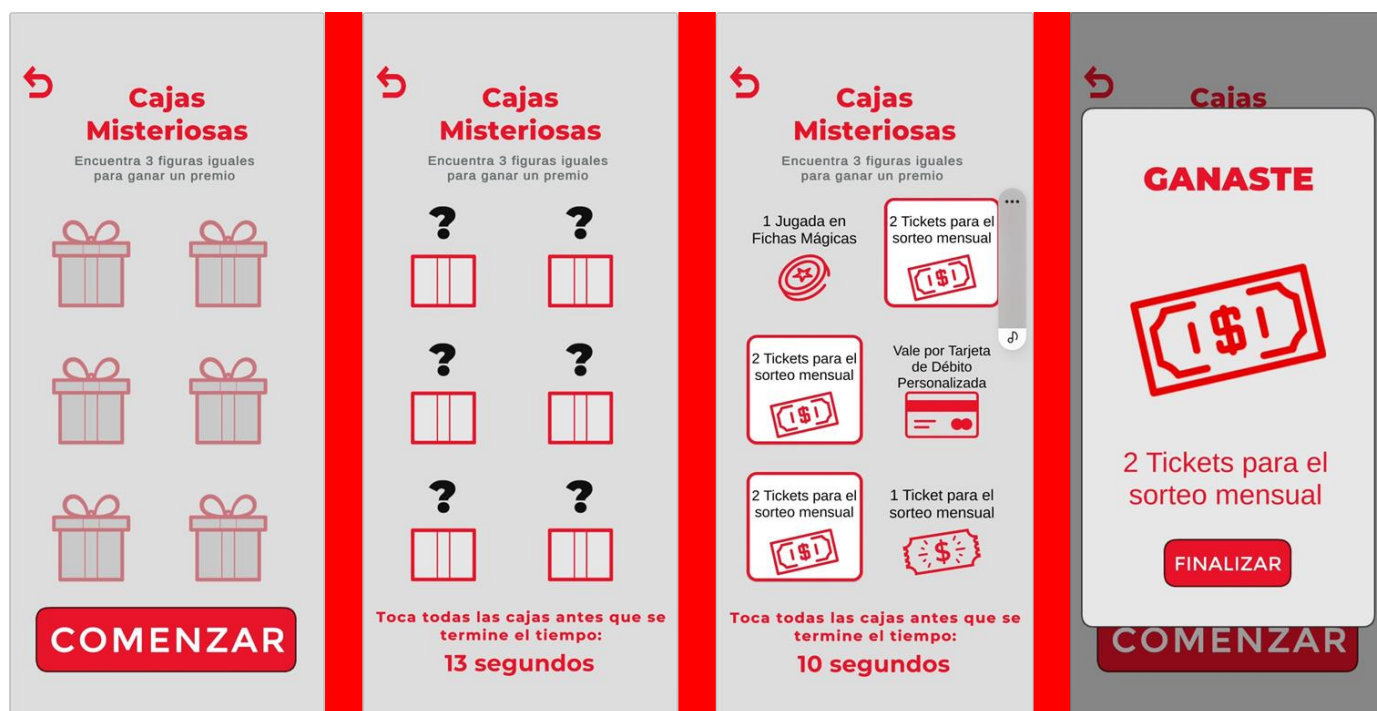 Cajas
Misteriosas
Encuentra 3 figuras iguales
para ganar un premio
COMENZAR
Cajas
Misteriosas
Encuentra 3 figuras iguales
para ganar un premio
? ?
? ?
? ?
Toca todas las cajas antes que se
termine el tiempo:
13 segundos
Cajas
Misteriosas
Encuentra 3 figuras iguales
para ganar un premio
1 Jugada en
Fichas Mágicas
2 Tickets para el
sorteo mensual
$
2 Tickets para el
sorteo mensual
$
Vale por Tarjeta
de Débito
Personalizada
2 Tickets para el
sorteo mensual
$
1 Ticket para el
sorteo mensual
$
Toca todas las cajas antes que se
termine el tiempo:
10 segundos
Cajas
GANASTE
$
2 Tickets para el
sorteo mensual
FINALIZAR
COMENZAR